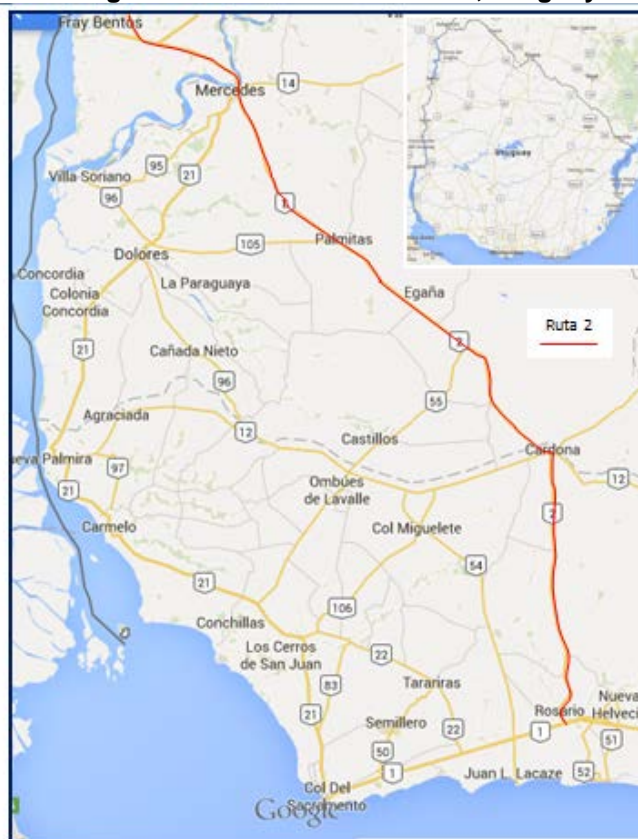 Fray Bentos
Mercedes
14
95
Villa Soriano
21
96
2
Uruguay
Dolores
105
Palmitas
Concordia
La Paraguaya
Colonia
Concordia
Egaña
Ruta 2
21
2
Cañada Nieto
96
55
Agraciada
12
Castillos
Cardona
ueva Palmira
97
12
21
Ombúes
de Lavalle
2
Carmelo
Col Miguelete
54
21
106
Conchillas
Los Cerros
de San Juan
22
83
Tarariras
Nueva
Helveci
Rosario
21
Semillero
22
1
51
50
1
Juan L. Lacaze
52
Col Del
Sacramento
Google